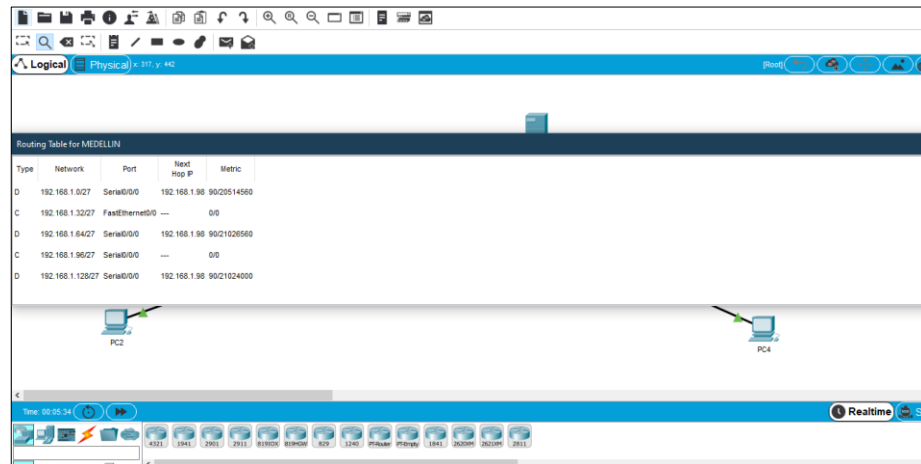 Logical Physical x: 317, y: 442 [Root]
Routing Table for MEDELLIN
Type Network Port Next Hop IP Metric
D 192.168.1.0/27 Serial0/0/0 192.168.1.98 90/20514560
C 192.168.1.32/27 FastEthernet0/0 --- 0/0
D 192.168.1.64/27 Serial0/0/0 192.168.1.98 90/21026560
C 192.168.1.96/27 Serial0/0/0 --- 0/0
D 192.168.1.128/27 Serial0/0/0 192.168.1.98 90/21024000
PC2
PC4
Time: 00:05:34 Realtime S
4321 1941 2901 2911 819IOX 819HGW 829 1240 PT-Router PT-Empty 1841 2620XM 2621XM 2811